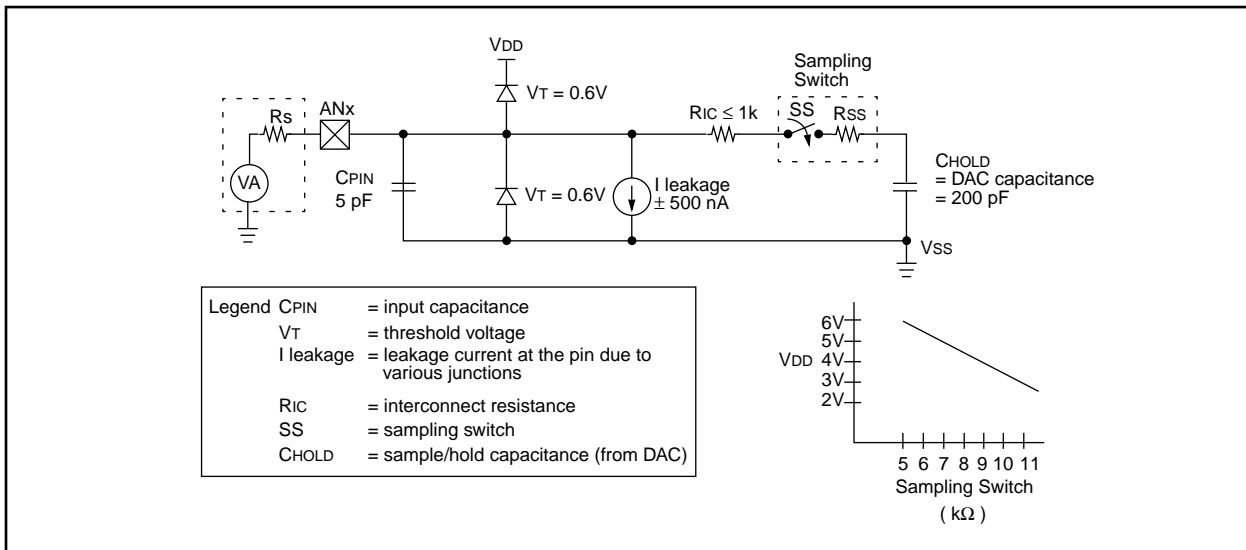 VDD
VT = 0.6V
Sampling
Switch
ANx
RS
RIC ≤ 1k
SS
RSS
VA
CPIN
5 pF
VT = 0.6V
I leakage
± 500 nA
CHOLD
= DAC capacitance
= 200 pF
VSS
Legend CPIN = input capacitance
VT = threshold voltage
I leakage = leakage current at the pin due to
various junctions
RIC = interconnect resistance
SS = sampling switch
CHOLD = sample/hold capacitance (from DAC)
6V
5V
VDD 4V
3V
2V
5 6 7 8 9 10 11
Sampling Switch
( kΩ )